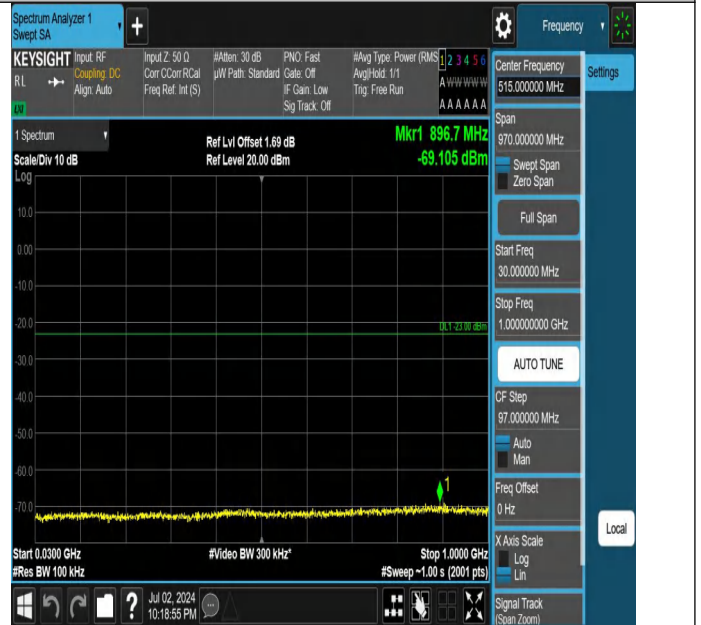 Spectrum Analyzer 1
Swept SA
+
Frequency
KEYSIGHT
RL
LXI
Input: RF
Coupling: DC
Align: Auto
Input Z: 50 Ω
Corr CCorr RCal
Freq Ref: Int (S)
#Atten: 30 dB
µW Path: Standard
PNO: Fast
Gate: Off
IF Gain: Low
Sig Track: Off
#Avg Type: Power (RMS
Avg|Hold: 1/1
Trig: Free Run
1 2 3 4 5 6
A W W W W W
A A A A A A
1 Spectrum
Scale/Div 10 dB
Log
Ref Lvl Offset 1.69 dB
Ref Level 20.00 dBm
Mkr1 896.7 MHz
-69.105 dBm
10.0
0.00
-10.0
-20.0
-30.0
-40.0
-50.0
-60.0
-70.0
DL1 -23.00 dBm
1
Start 0.0300 GHz
#Res BW 100 kHz
#Video BW 300 kHz*
Stop 1.0000 GHz
#Sweep ~1.00 s (2001 pts)
Center Frequency
515.000000 MHz
Span
970.000000 MHz
Swept Span
Zero Span
Full Span
Start Freq
30.000000 MHz
Stop Freq
1.000000000 GHz
AUTO TUNE
CF Step
97.000000 MHz
Auto
Man
Freq Offset
0 Hz
X Axis Scale
Log
Lin
Signal Track
(Span Zoom)
Settings
Local
?
Jul 02, 2024
10:18:55 PM